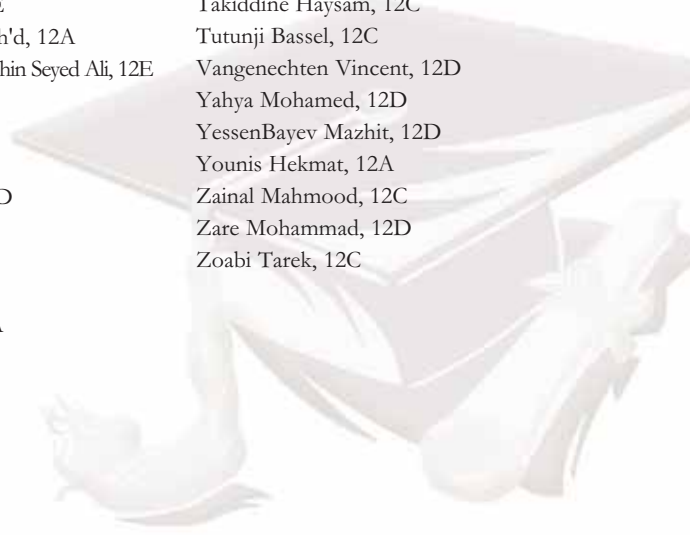 h'd, 12A
hin Seyed Ali, 12E
D
Takiddine Haysam, 12C
Tutunji Bassel, 12C
Vangenechten Vincent, 12D
Yahya Mohamed, 12D
YessenBayev Mazhit, 12D
Younis Hekmat, 12A
Zainal Mahmood, 12C
Zare Mohammad, 12D
Zoabi Tarek, 12C